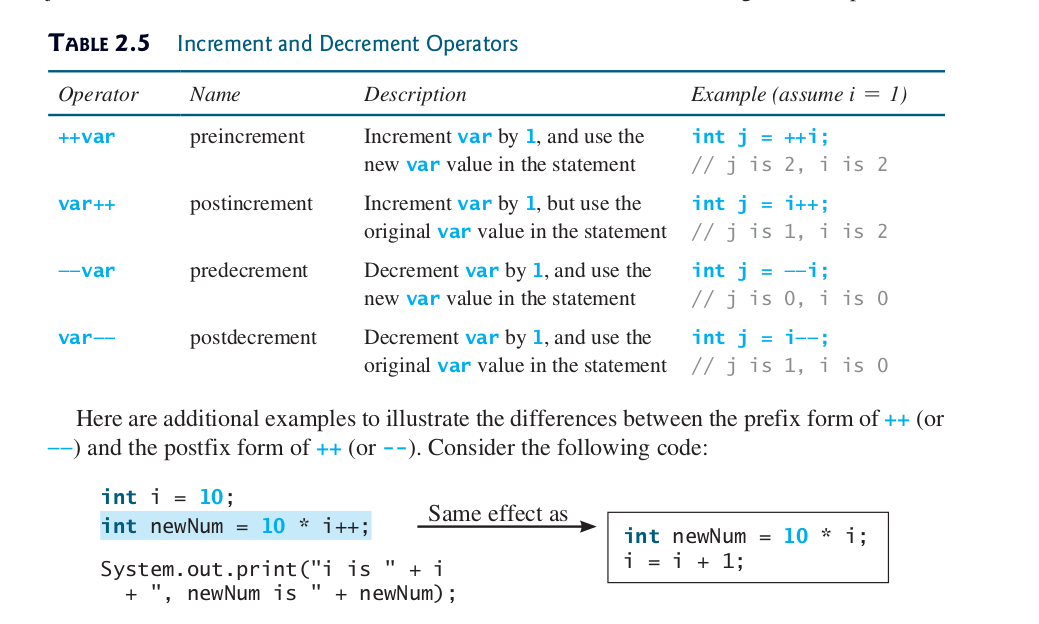 TABLE 2.5 Increment and Decrement Operators
Operator Name Description Example (assume i = 1)
++var preincrement Increment var by 1, and use the int j = ++i;
new var value in the statement // j is 2, i is 2
var++ postincrement Increment var by 1, but use the int j = i++;
original var value in the statement // j is 1, i is 2
--var predecrement Decrement var by 1, and use the int j = --i;
new var value in the statement // j is 0, i is 0
var-- postdecrement Decrement var by 1, and use the int j = i--;
original var value in the statement // j is 1, i is 0
Here are additional examples to illustrate the differences between the prefix form of ++ (or
--) and the postfix form of ++ (or --). Consider the following code:
int i = 10;
int newNum = 10 * i++;
System.out.print("i is " + i
+ ", newNum is " + newNum);
Same effect as
int newNum = 10 * i;
i = i + 1;